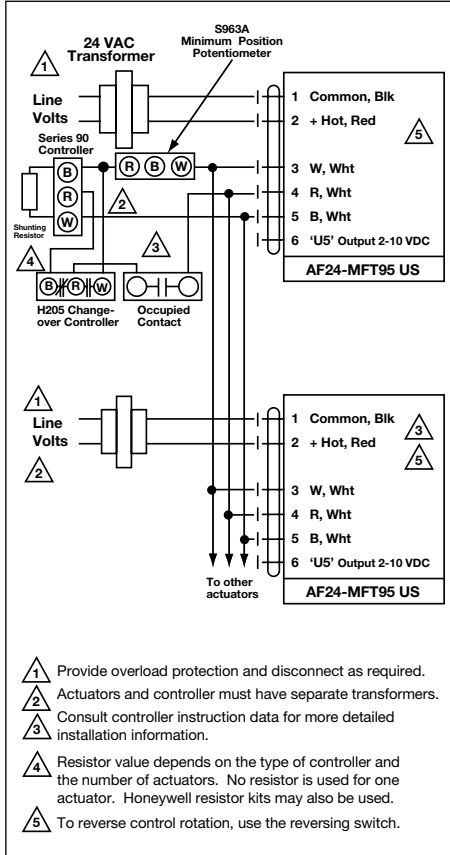 S963A
Minimum Position
Potentiometer
24 VAC
Transformer
1
Line
Volts
1 Common, Blk
2 + Hot, Red
5
Series 90
Controller
B
R
W
R B W
3 W, Wht
4 R, Wht
5 B, Wht
6 ‘U5’ Output 2-10 VDC
AF24-MFT95 US
Shunting
Resistor
2
3
4
B R W
H205 Change-
over Controller
Occupied
Contact
1
Line
Volts
2
1 Common, Blk
2 + Hot, Red
3
5
3 W, Wht
4 R, Wht
5 B, Wht
6 ‘U5’ Output 2-10 VDC
AF24-MFT95 US
To other
actuators
1 Provide overload protection and disconnect as required.
2 Actuators and controller must have separate transformers.
3 Consult controller instruction data for more detailed
installation information.
4 Resistor value depends on the type of controller and
the number of actuators. No resistor is used for one
actuator. Honeywell resistor kits may also be used.
5 To reverse control rotation, use the reversing switch.